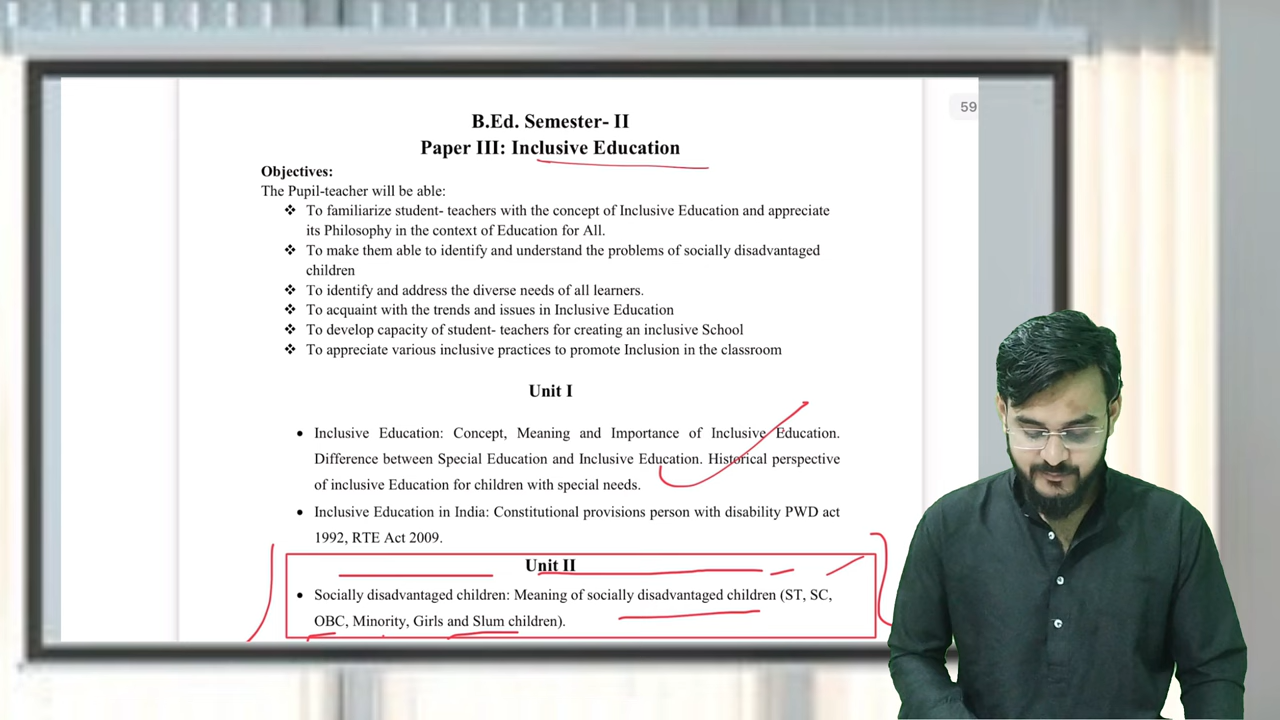 59
B.Ed. Semester- II
Paper III: Inclusive Education
Objectives:
The Pupil-teacher will be able:
❖ To familiarize student- teachers with the concept of Inclusive Education and appreciate
its Philosophy in the context of Education for All.
❖ To make them able to identify and understand the problems of socially disadvantaged
children
❖ To identify and address the diverse needs of all learners.
❖ To acquaint with the trends and issues in Inclusive Education
❖ To develop capacity of student- teachers for creating an inclusive School
❖ To appreciate various inclusive practices to promote Inclusion in the classroom
Unit I
• Inclusive Education: Concept, Meaning and Importance of Inclusive Education.
Difference between Special Education and Inclusive Education. Historical perspective
of inclusive Education for children with special needs.
• Inclusive Education in India: Constitutional provisions person with disability PWD act
1992, RTE Act 2009.
Unit II
• Socially disadvantaged children: Meaning of socially disadvantaged children (ST, SC,
OBC, Minority, Girls and Slum children).